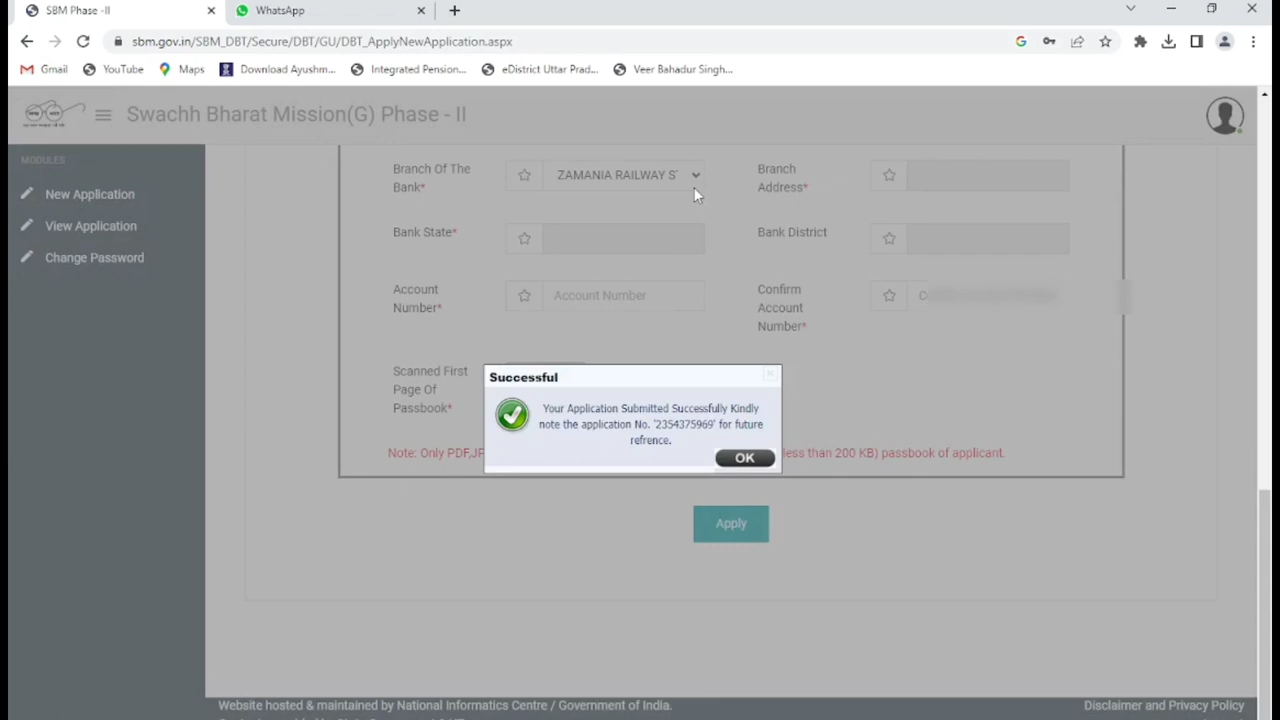 SBM Phase -II
WhatsApp
sbm.gov.in/SBM_DBT/Secure/DBT/GU/DBT_ApplyNewApplication.aspx
Gmail YouTube Maps Download Ayushm... Integrated Pension... eDistrict Uttar Prad... Veer Bahadur Singh...
Swachh Bharat Mission(G) Phase - II
MODULES
New Application
View Application
Change Password
Branch Of The
Bank*
ZAMANIA RAILWAY ST
Branch
Address*
Bank State*
Bank District
Account
Number*
Account Number
Confirm
Account
Number*
Scanned First
Page Of
Passbook*
Successful
Your Application Submitted Successfully Kindly
note the application No. '2354375969' for future
refrence.
OK
Note: Only PDF,JP less than 200 KB) passbook of applicant.
Apply
Website hosted & maintained by National Informatics Centre / Government of India.
Disclaimer and Privacy Policy